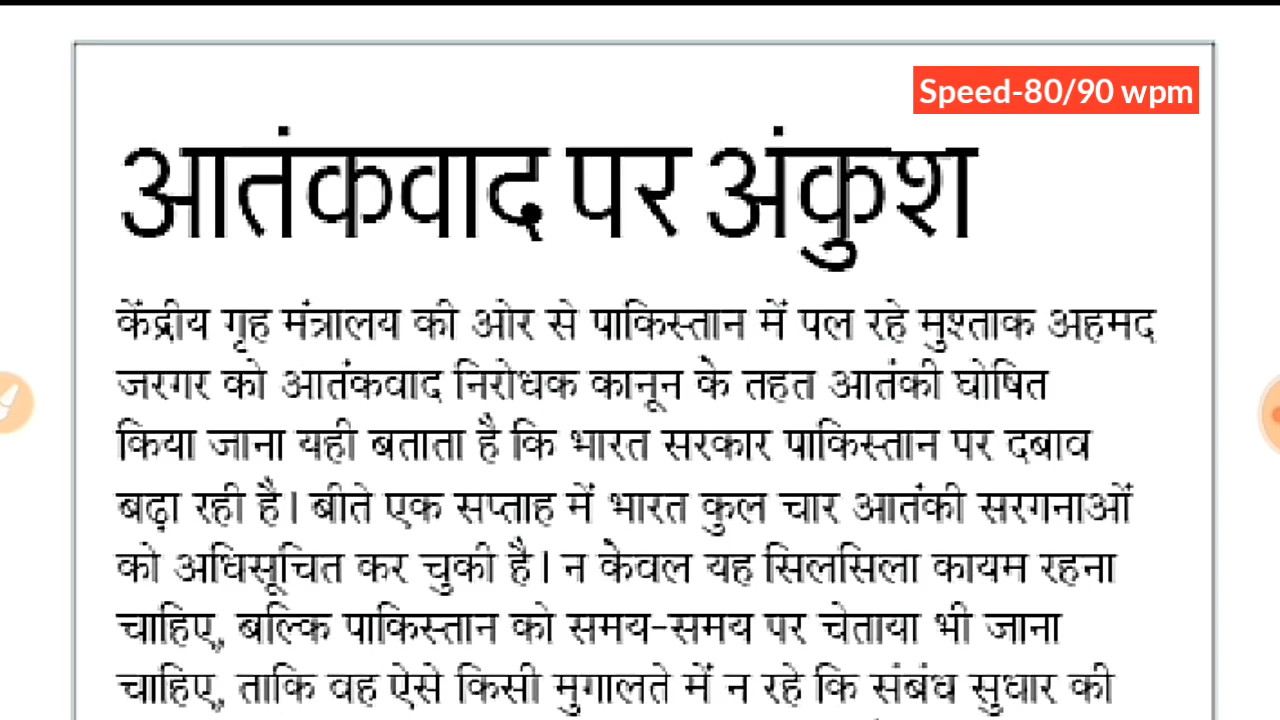 Speed-80/90 wpm
आतंकवाद पर अंकुश
केंद्रीय गृह मंत्रालय की ओर से पाकिस्तान में पल रहे मुश्ताक अहमद
जरगर को आतंकवाद निरोधक कानून के तहत आतंकी घोषित
किया जाना यही बताता है कि भारत सरकार पाकिस्तान पर दबाव
बढ़ा रही है। बीते एक सप्ताह में भारत कुल चार आतंकी सरगनाओं
को अधिसूचित कर चुकी है। न केवल यह सिलसिला कायम रहना
चाहिए, बल्कि पाकिस्तान को समय-समय पर चेताया भी जाना
चाहिए, ताकि वह ऐसे किसी मुगालते में न रहे कि संबंध सुधार की